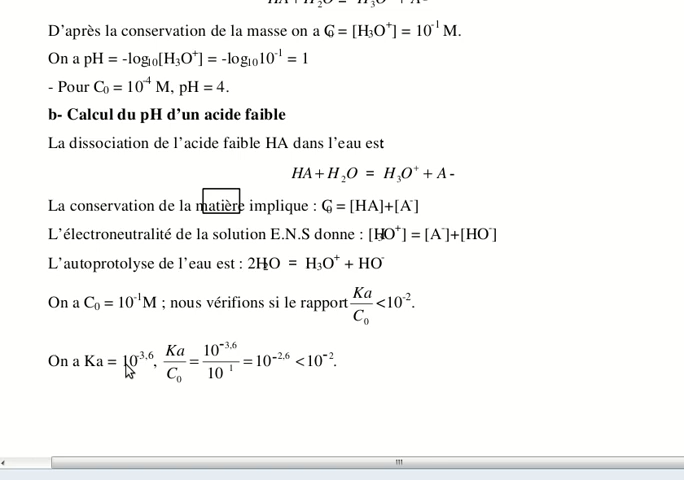 HA + H₂O = H₃O⁺ + A-
D'après la conservation de la masse on a C₀ = [H₃O⁺] = 10⁻¹ M.
On a pH = -log₁₀[H₃O⁺] = -log₁₀10⁻¹ = 1
- Pour C₀ = 10⁻⁴ M, pH = 4.
b- Calcul du pH d'un acide faible
La dissociation de l'acide faible HA dans l'eau est
HA + H₂O = H₃O⁺ + A-
La conservation de la matière implique : C₀ = [HA]+[A⁻]
L'électroneutralité de la solution E.N.S donne : [H₃O⁺] = [A⁻]+[HO⁻]
L'autoprotolyse de l'eau est : 2H₂O = H₃O⁺ + HO⁻
On a C₀ = 10⁻¹M ; nous vérifions si le rapport Ka/C₀ <10⁻².
On a Ka = 10⁻³,⁶, Ka/C₀ = 10⁻³,⁶/10⁻¹ = 10⁻²,⁶ <10⁻².